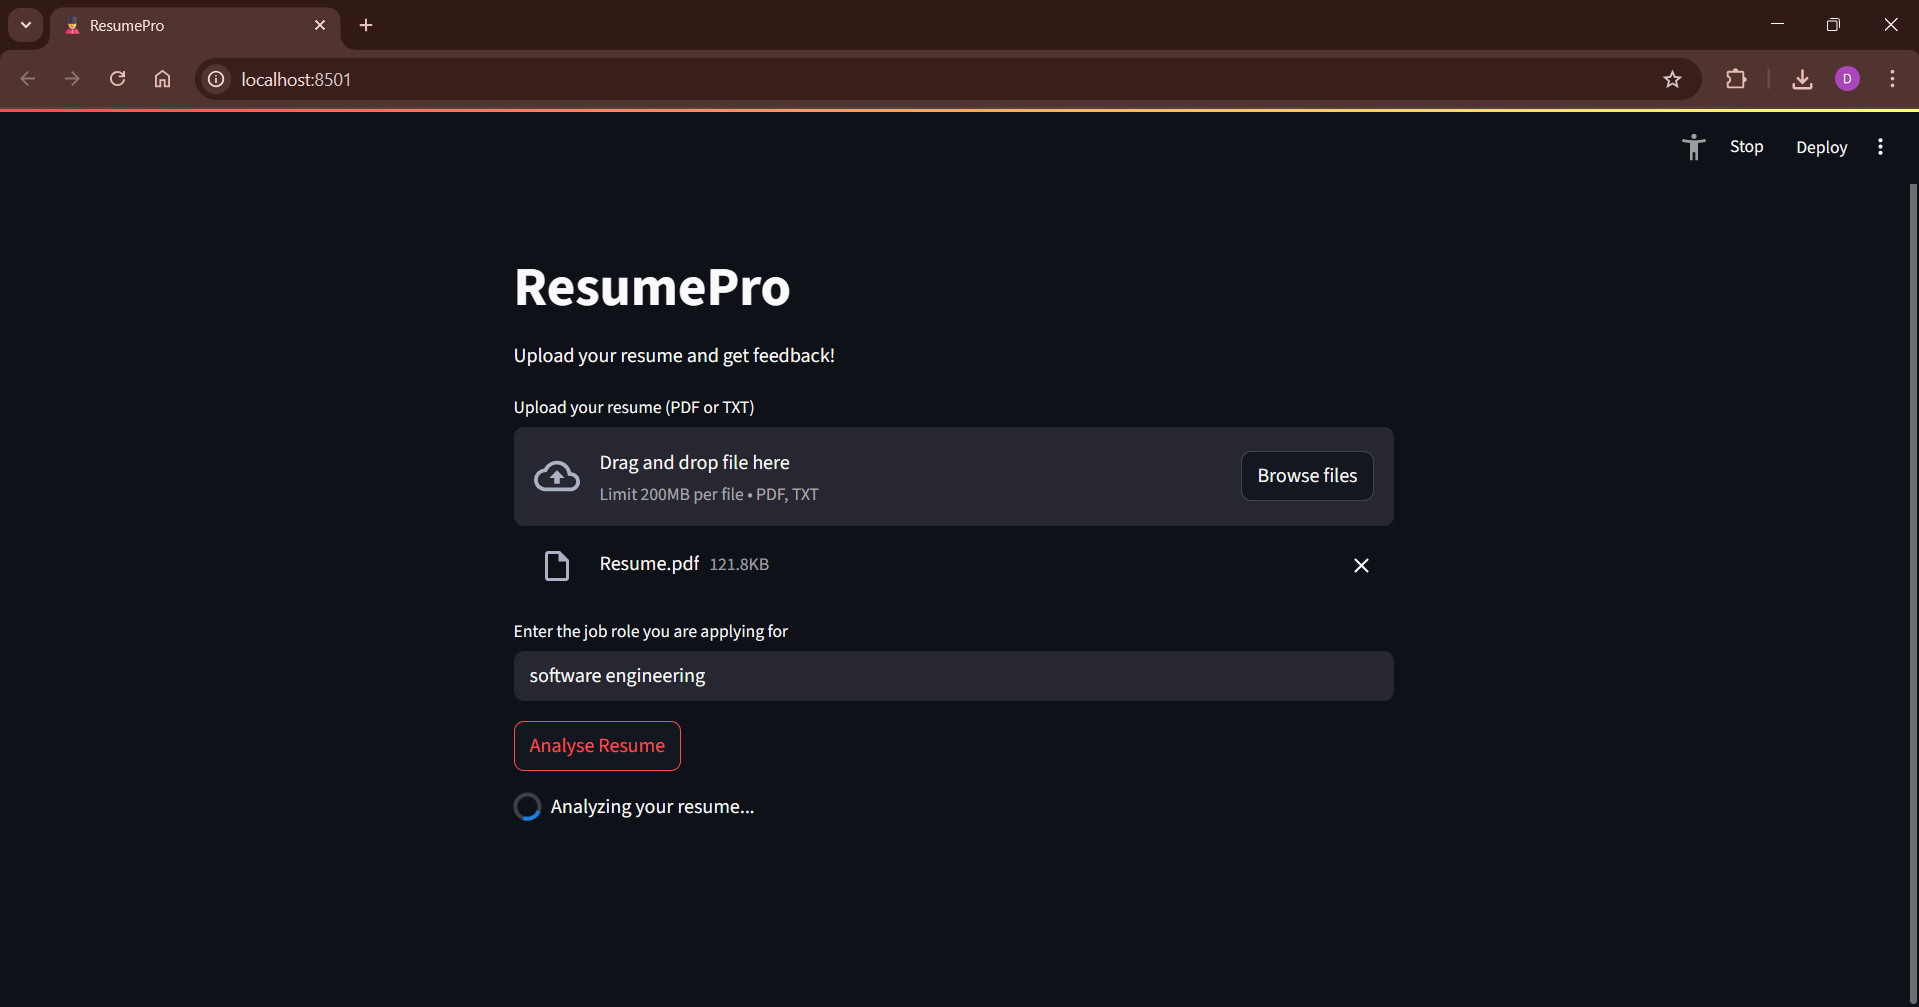 ResumePro
localhost:8501
D
Stop Deploy
ResumePro
Upload your resume and get feedback!
Upload your resume (PDF or TXT)
Drag and drop file here
Limit 200MB per file • PDF, TXT
Browse files
Resume.pdf 121.8KB
Enter the job role you are applying for
software engineering
Analyse Resume
Analyzing your resume...